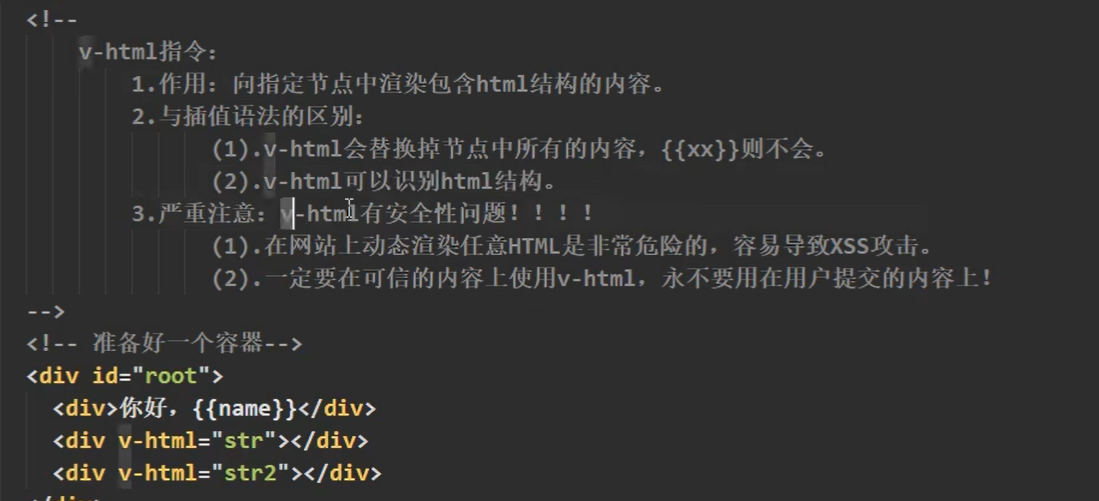 <!--
v-html指令：
1.作用：向指定节点中渲染包含html结构的内容。
2.与插值语法的区别：
(1).v-html会替换掉节点中所有的内容，{{xx}}则不会。
(2).v-html可以识别html结构。
3.严重注意：v-html有安全性问题！！！！
(1).在网站上动态渲染任意HTML是非常危险的，容易导致XSS攻击。
(2).一定要在可信的内容上使用v-html，永不要用在用户提交的内容上！
-->
<!-- 准备好一个容器-->
<div id="root">
<div>你好，{{name}}</div>
<div v-html="str"></div>
<div v-html="str2"></div>